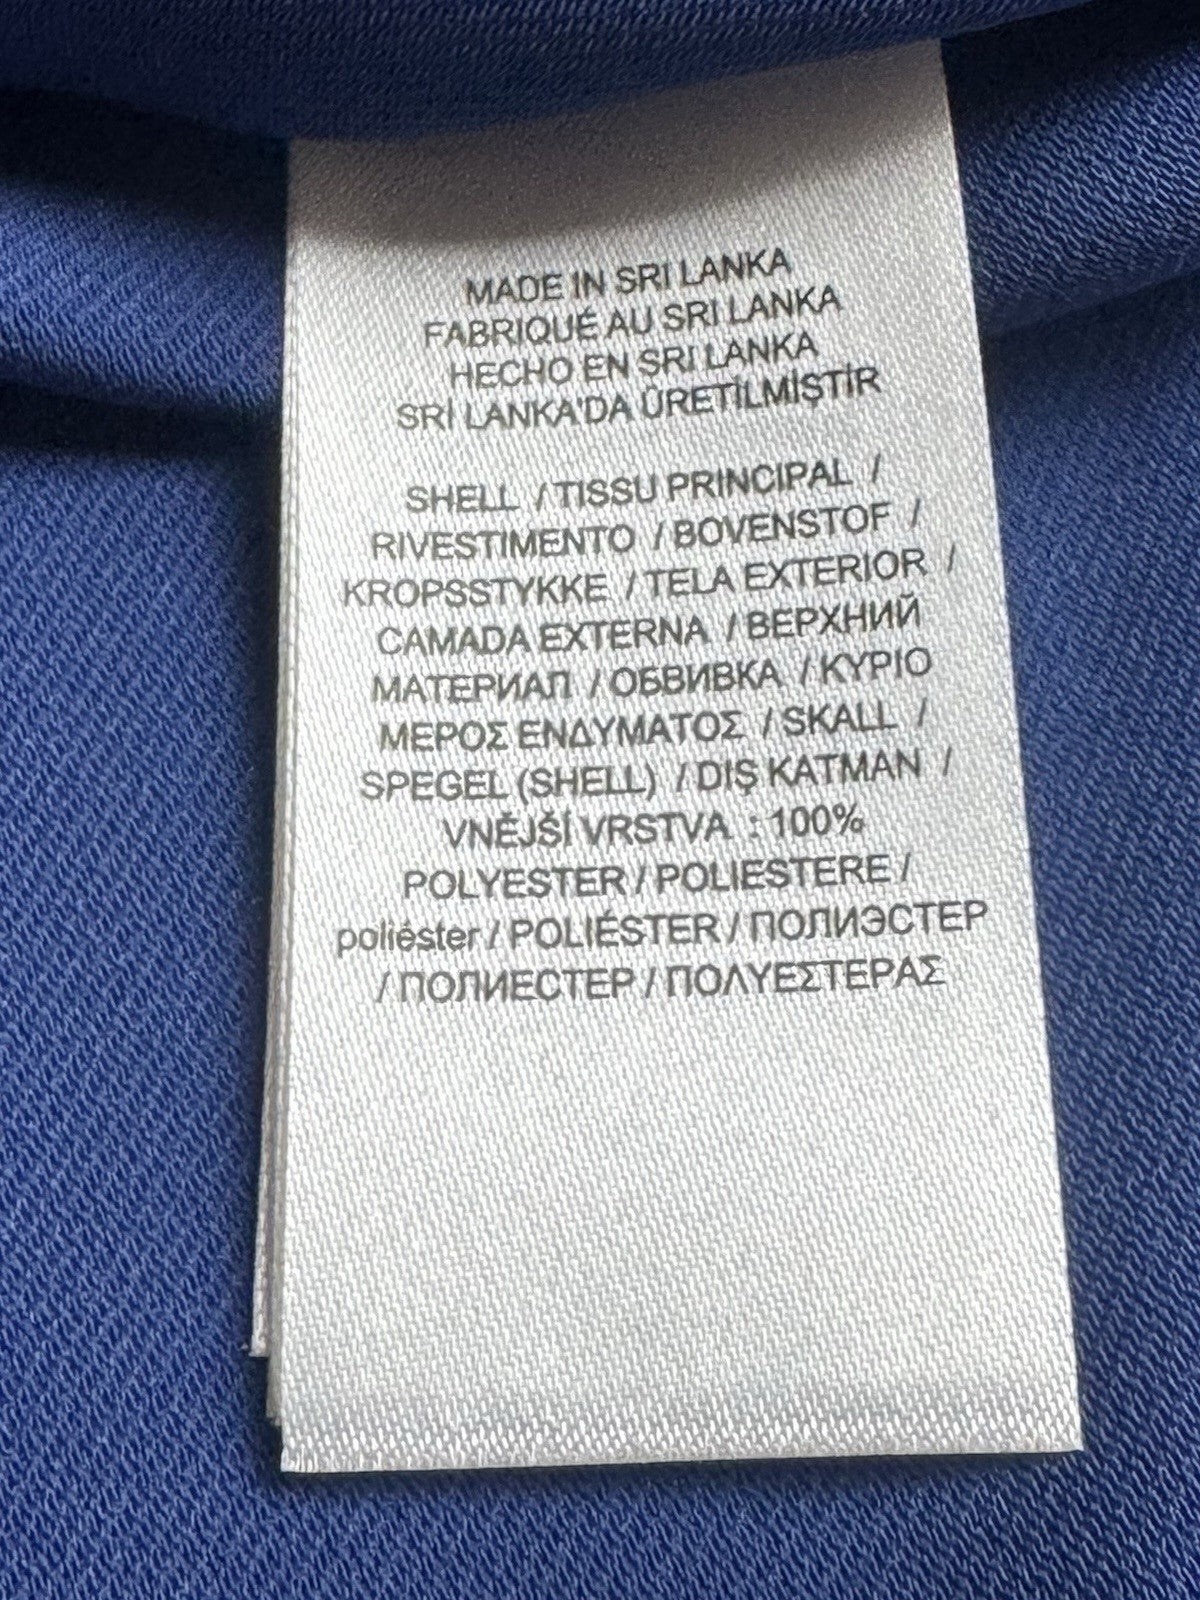 MADE IN SRI LANKA
FABRIQUÉ AU SRI LANKA
HECHO EN SRI LANKA
SRİ LANKA'DA ÜRETİLMİŞTİR
SHELL / TISSU PRINCIPAL /
RIVESTIMENTO / BOVENSTOF /
KROPSSTYKKE / TELA EXTERIOR /
CAMADA EXTERNA / ВЕРХНИЙ
МАТЕРИАЛ / ОБВИВКА / ΚΥΡΙΟ
ΜΕΡΟΣ ΕΝΔΥΜΑΤΟΣ / SKALL /
SPEGEL (SHELL) / DIŞ KATMAN /
VNĚJŠÍ VRSTVA : 100%
POLYESTER / POLIESTERE /
poliéster / POLIÉSTER / ПОЛИЭСТЕР
/ ПОЛИЕСТЕР / ΠΟΛΥΕΣΤΕΡΑΣ